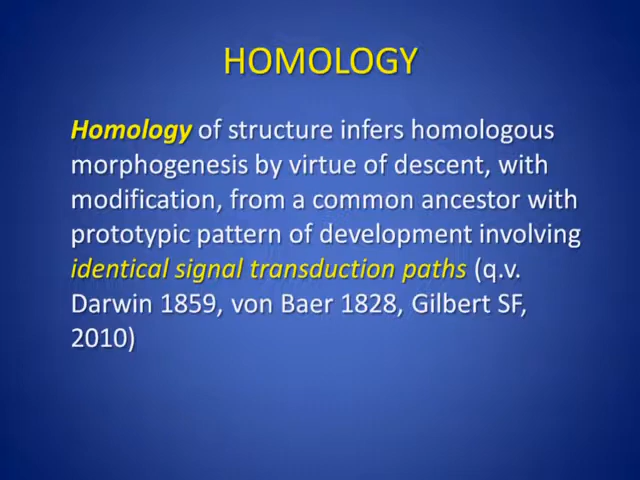 HOMOLOGY
Homology of structure infers homologous
morphogenesis by virtue of descent, with
modification, from a common ancestor with
prototypic pattern of development involving
identical signal transduction paths (q.v.
Darwin 1859, von Baer 1828, Gilbert SF,
2010)